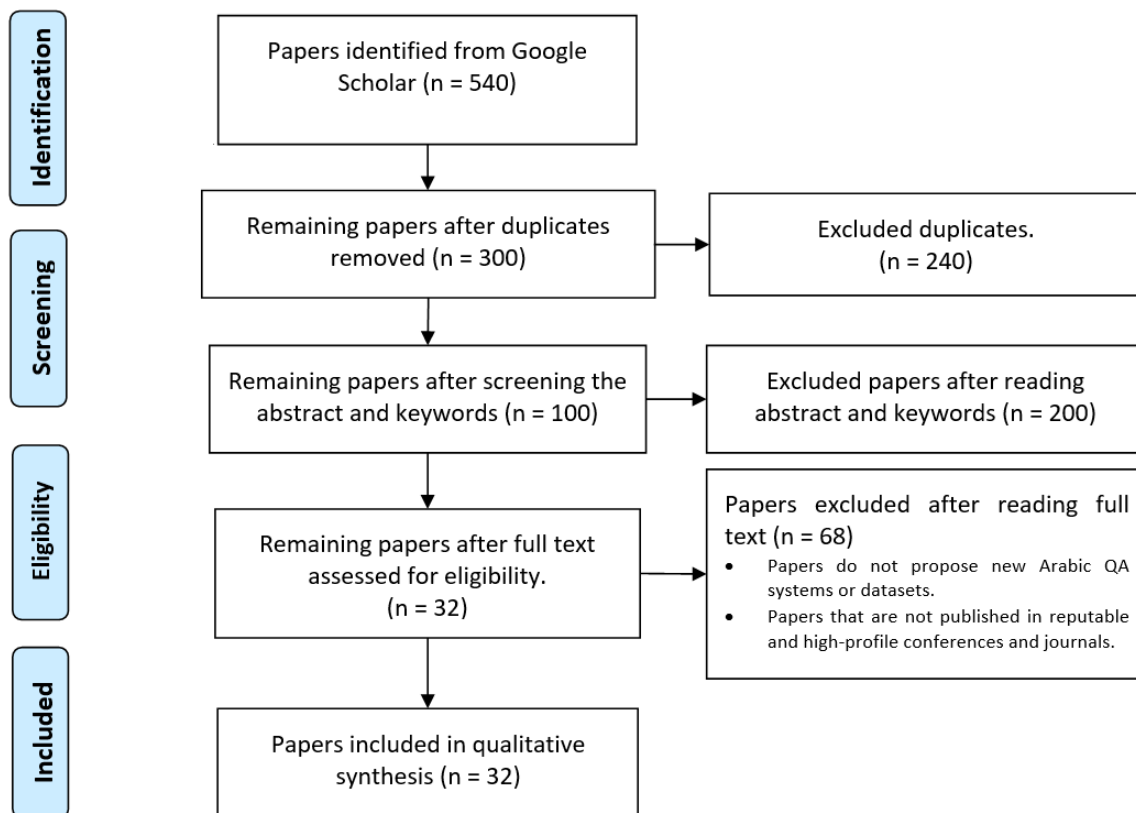 Identification
Papers identified from Google
Scholar (n = 540)
Remaining papers after duplicates
removed (n = 300)
Excluded duplicates.
(n = 240)
Screening
Remaining papers after screening the
abstract and keywords (n = 100)
Excluded papers after reading
abstract and keywords (n = 200)
Eligibility
Remaining papers after full text
assessed for eligibility.
(n = 32)
Papers excluded after reading full
text (n = 68)
• Papers do not propose new Arabic QA
systems or datasets.
• Papers that are not published in reputable
and high-profile conferences and journals.
Included
Papers included in qualitative
synthesis (n = 32)